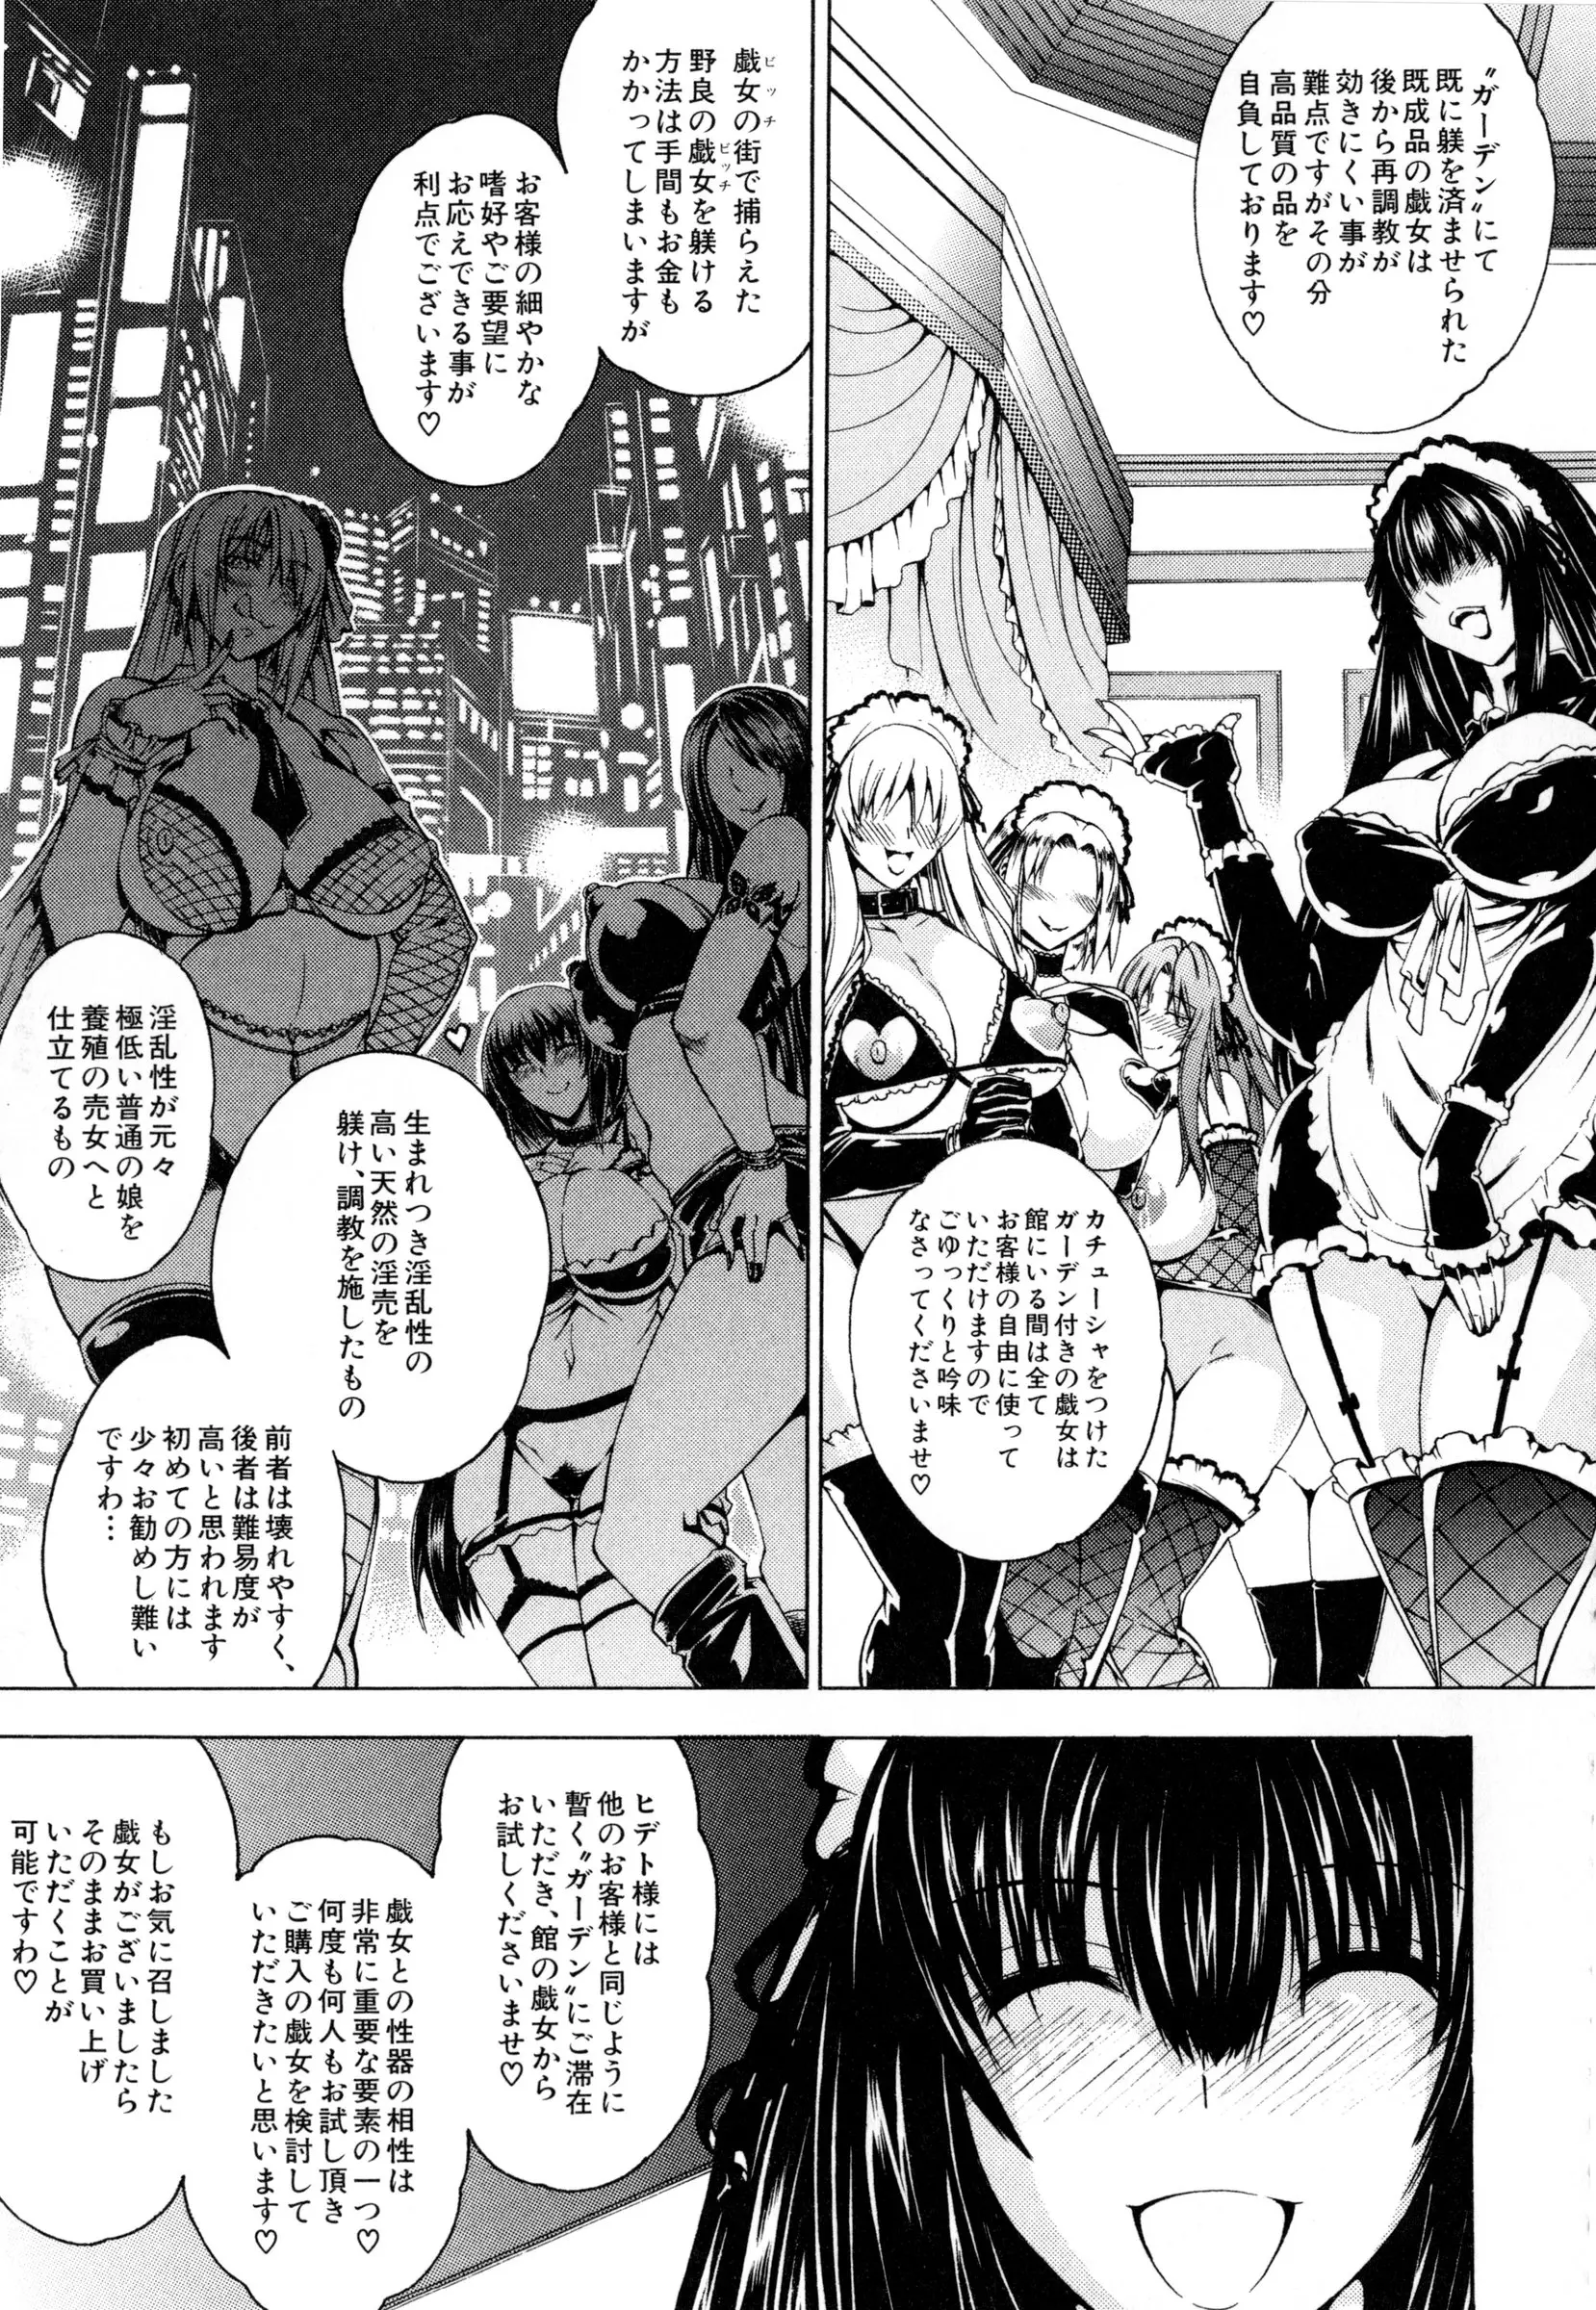 〝ガーデン〟にて
既に躾を済ませられた
既成品の戯女は
後から再調教が
効きにくい事が
難点ですがその分
高品質の品を
自負しております♡
カチューシャをつけた
ガーデン付きの戯女は
館にいる間は全て
お客様の自由に使って
いただけますので
ごゆっくりと吟味
なさってくださいませ♡
戯女の街で捕らえた
ビッチ
野良の戯女を躾ける
ビッチ
方法は手間もお金も
かかってしまいますが
お客様の細やかな
嗜好やご要望に
お応えできる事が
利点でございます♡
生まれつき淫乱性の
高い天然の淫売を
躾け、調教を施したもの
淫乱性が元々
極低い普通の娘を
養殖の売女へと
仕立てるもの
前者は壊れやすく、
後者は難易度が
高いと思われます
初めての方には
少々お勧めし難い
ですわ…
ヒデト様には
他のお客様と同じように
暫く〝ガーデン〟にご滞在
いただき、館の戯女から
お試しくださいませ♡
戯女との性器の相性は
非常に重要な要素の一つ♡
何度も何人もお試し頂き
ご購入の戯女を検討して
いただきたいと思います♡
もしお気に召しました
戯女がございましたら
そのままお買い上げ
いただくことが
可能ですわ♡